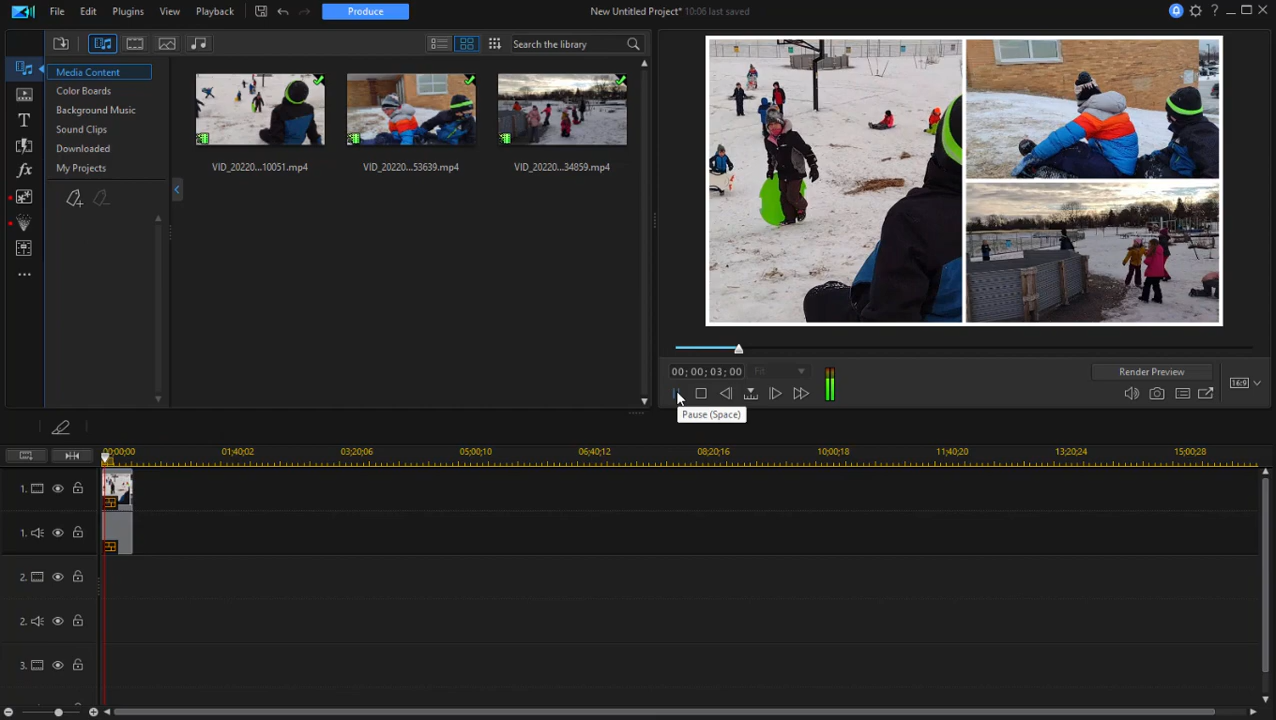 File Edit Plugins View Playback Produce New Untitled Project* 10:06 last saved ?
Search the library
Media Content
Color Boards
Background Music
Sound Clips
Downloaded
My Projects
VID_20220...10051.mp4 VID_20220...53639.mp4 VID_20220...34859.mp4
T
fx
00; 00; 03; 00 Fit Render Preview
16:9
Pause (Space)
00;00;00 01;40;02 03;20;06 05;00;10 06;40;12 08;20;16 10;00;18 11;40;20 13;20;24 15;00;28
1.
1.
2.
2.
3.